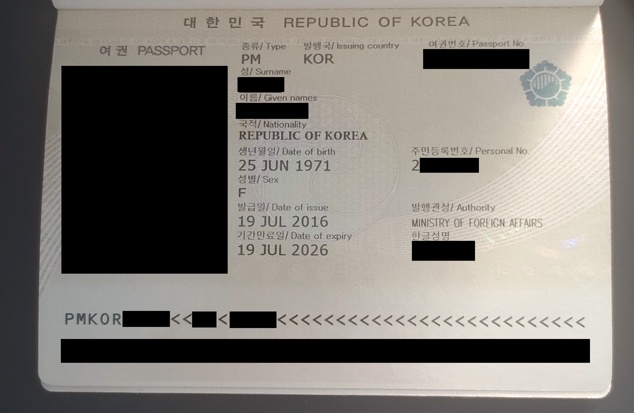 대한민국 REPUBLIC OF KOREA
여권 PASSPORT
종류/ Type 발행국/ Issuing country 여권번호/ Passport No.
PM KOR
성/ Surname
이름/ Given names
국적/ Nationality
REPUBLIC OF KOREA
생년월일/ Date of birth 주민등록번호/ Personal No.
25 JUN 1971 2
성별/ Sex
F
발급일/ Date of issue 발행관청/ Authority
19 JUL 2016 MINISTRY OF FOREIGN AFFAIRS
기간만료일/ Date of expiry 한글성명
19 JUL 2026
PMKOR<<<<<<<<<<<<<<<<<<<<<<<<<<<<